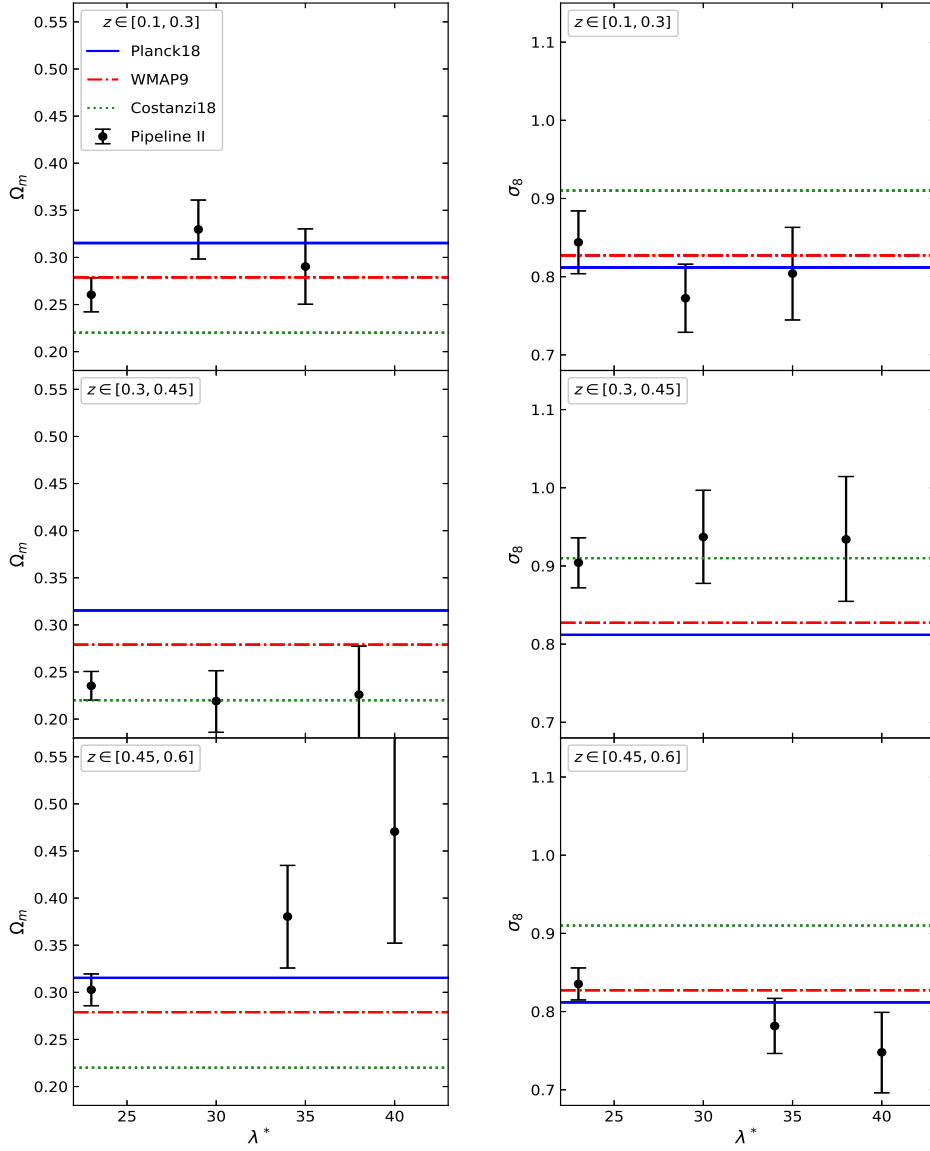 z ∈ [0.1, 0.3]
Planck18
WMAP9
Costanzi18
Pipeline II
0.55
0.50
0.45
0.40
0.35
0.30
0.25
0.20
Ωm
z ∈ [0.1, 0.3]
1.1
1.0
0.9
0.8
0.7
σ8
z ∈ [0.3, 0.45]
0.55
0.50
0.45
0.40
0.35
0.30
0.25
0.20
Ωm
z ∈ [0.3, 0.45]
1.1
1.0
0.9
0.8
0.7
σ8
z ∈ [0.45, 0.6]
0.55
0.50
0.45
0.40
0.35
0.30
0.25
0.20
Ωm
25 30 35 40
λ*
z ∈ [0.45, 0.6]
1.1
1.0
0.9
0.8
0.7
σ8
25 30 35 40
λ*